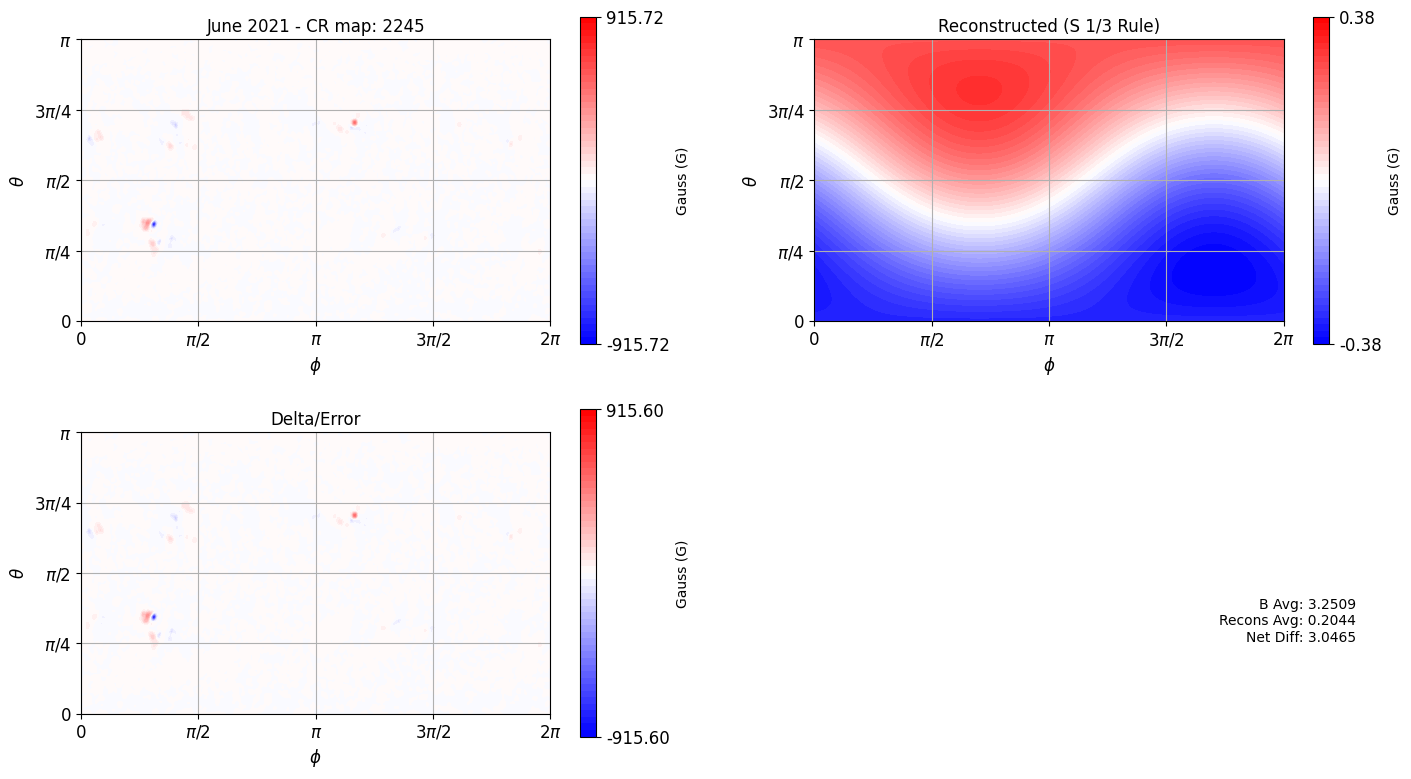 June 2021 - CR map: 2245
π
3π/4
π/2
π/4
0
θ
0
π/2
π
3π/2
2π
ϕ
915.72
-915.72
Gauss (G)
Reconstructed (S 1/3 Rule)
π
3π/4
π/2
π/4
0
θ
0
π/2
π
3π/2
2π
ϕ
0.38
-0.38
Gauss (G)
Delta/Error
π
3π/4
π/2
π/4
0
θ
0
π/2
π
3π/2
2π
ϕ
915.60
-915.60
Gauss (G)
B Avg: 3.2509
Recons Avg: 0.2044
Net Diff: 3.0465